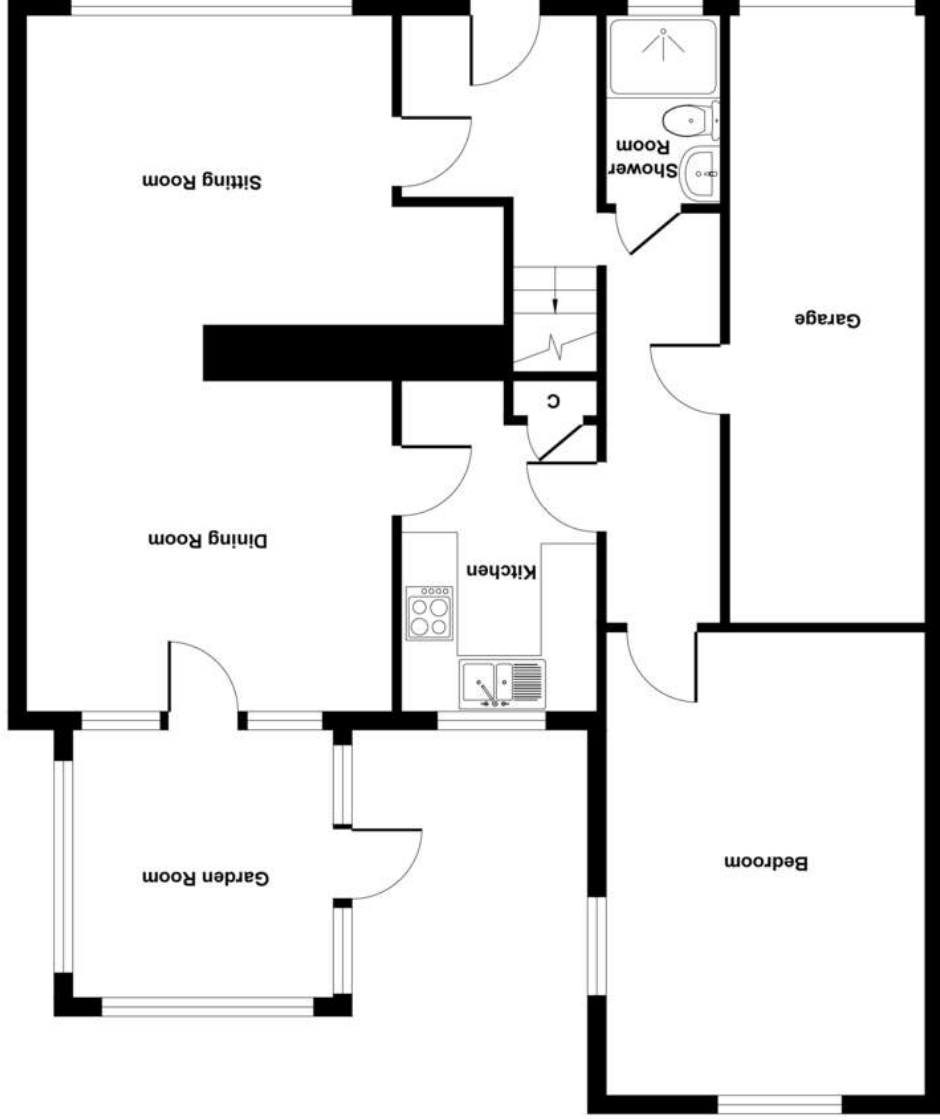 Bedroom
Garden Room
Kitchen
Dining Room
C
Garage
Shower
Room
Sitting Room